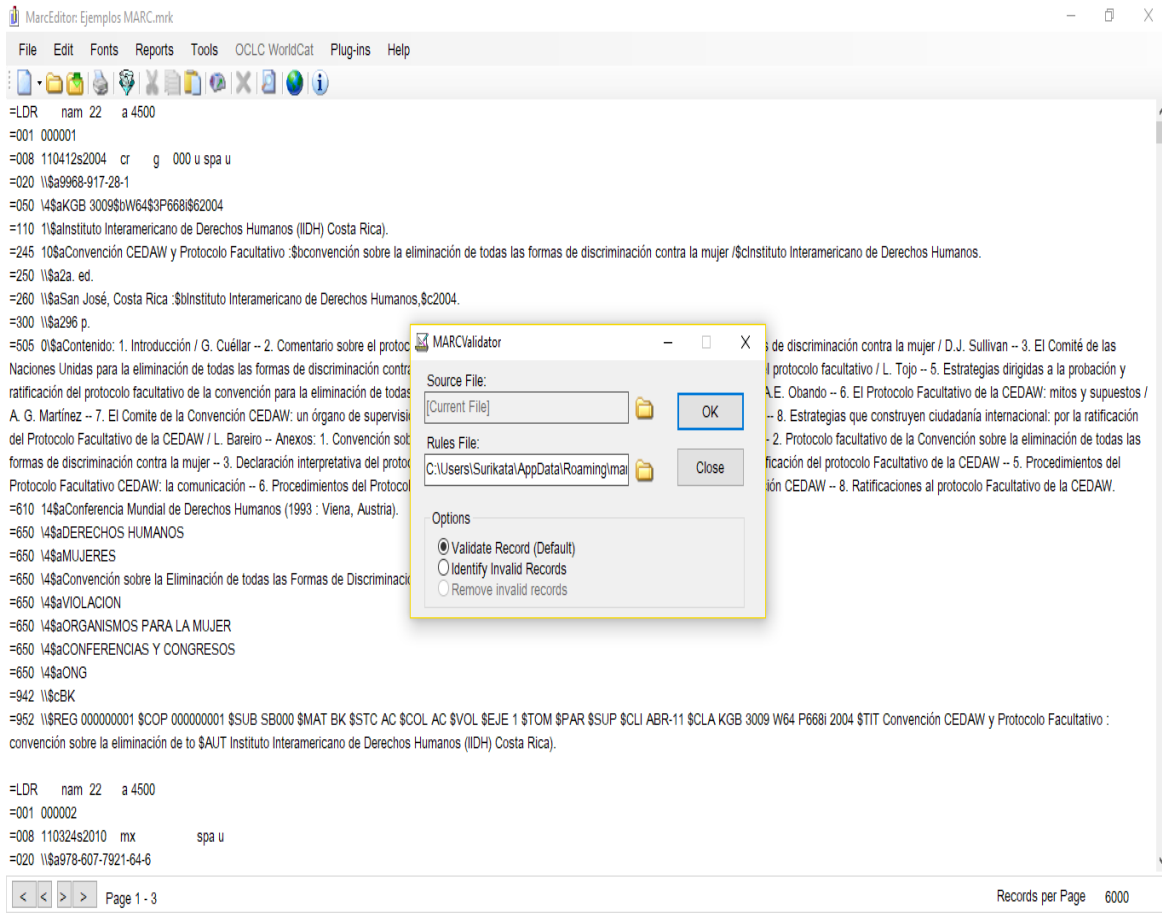 MarcEditor: Ejemplos MARC.mrk
File Edit Fonts Reports Tools OCLC WorldCat Plug-ins Help
=LDR nam 22 a 4500
=001 000001
=008 110412s2004 cr g 000 u spa u
=020 \\$a9968-917-28-1
=050 \4$aKGB 3009$bW64$3P668i$62004
=110 1\$aInstituto Interamericano de Derechos Humanos (IIDH) Costa Rica).
=245 10$aConvención CEDAW y Protocolo Facultativo :$bconvención sobre la eliminación de todas las formas de discriminación contra la mujer /$cInstituto Interamericano de Derechos Humanos.
=250 \\$a2a. ed.
=260 \\$aSan José, Costa Rica :$bInstituto Interamericano de Derechos Humanos,$c2004.
=300 \\$a296 p.
=505 0\$aContenido: 1. Introducción / G. Cuéllar -- 2. Comentario sobre el protoc s de discriminación contra la mujer / D.J. Sullivan -- 3. El Comité de las
Naciones Unidas para la eliminación de todas las formas de discriminación contra l protocolo facultativo / L. Tojo -- 5. Estrategias dirigidas a la probación y
ratificación del protocolo facultativo de la convención para la eliminación de todas A.E. Obando -- 6. El Protocolo Facultativo de la CEDAW: mitos y supuestos /
A. G. Martínez -- 7. El Comite de la Convención CEDAW: un órgano de supervisi -- 8. Estrategias que construyen ciudadanía internacional: por la ratificación
del Protocolo Facultativo de la CEDAW / L. Bareiro -- Anexos: 1. Convención sob - 2. Protocolo facultativo de la Convención sobre la eliminación de todas las
formas de discriminación contra la mujer -- 3. Declaración interpretativa del proto ficación del protocolo Facultativo de la CEDAW -- 5. Procedimientos del
Protocolo Facultativo CEDAW: la comunicación -- 6. Procedimientos del Protocol ión CEDAW -- 8. Ratificaciones al protocolo Facultativo de la CEDAW.
=610 14$aConferencia Mundial de Derechos Humanos (1993 : Viena, Austria).
=650 \4$aDERECHOS HUMANOS
=650 \4$aMUJERES
=650 \4$aConvención sobre la Eliminación de todas las Formas de Discriminació
=650 \4$aVIOLACION
=650 \4$aORGANISMOS PARA LA MUJER
=650 \4$aCONFERENCIAS Y CONGRESOS
=650 \4$aONG
=942 \\$cBK
=952 \\$REG 000000001 $COP 000000001 $SUB SB000 $MAT BK $STC AC $COL AC $VOL $EJE 1 $TOM $PAR $SUP $CLI ABR-11 $CLA KGB 3009 W64 P668i 2004 $TIT Convención CEDAW y Protocolo Facultativo :
convención sobre la eliminación de to $AUT Instituto Interamericano de Derechos Humanos (IIDH) Costa Rica).
=LDR nam 22 a 4500
=001 000002
=008 110324s2010 mx spa u
=020 \\$a978-607-7921-64-6
MARCValidator
Source File:
[Current File]
OK
Rules File:
C:\Users\Surikata\AppData\Roaming\mar
Close
Options
Validate Record (Default)
Identify Invalid Records
Remove invalid records
< < > > Page 1 - 3 Records per Page 6000